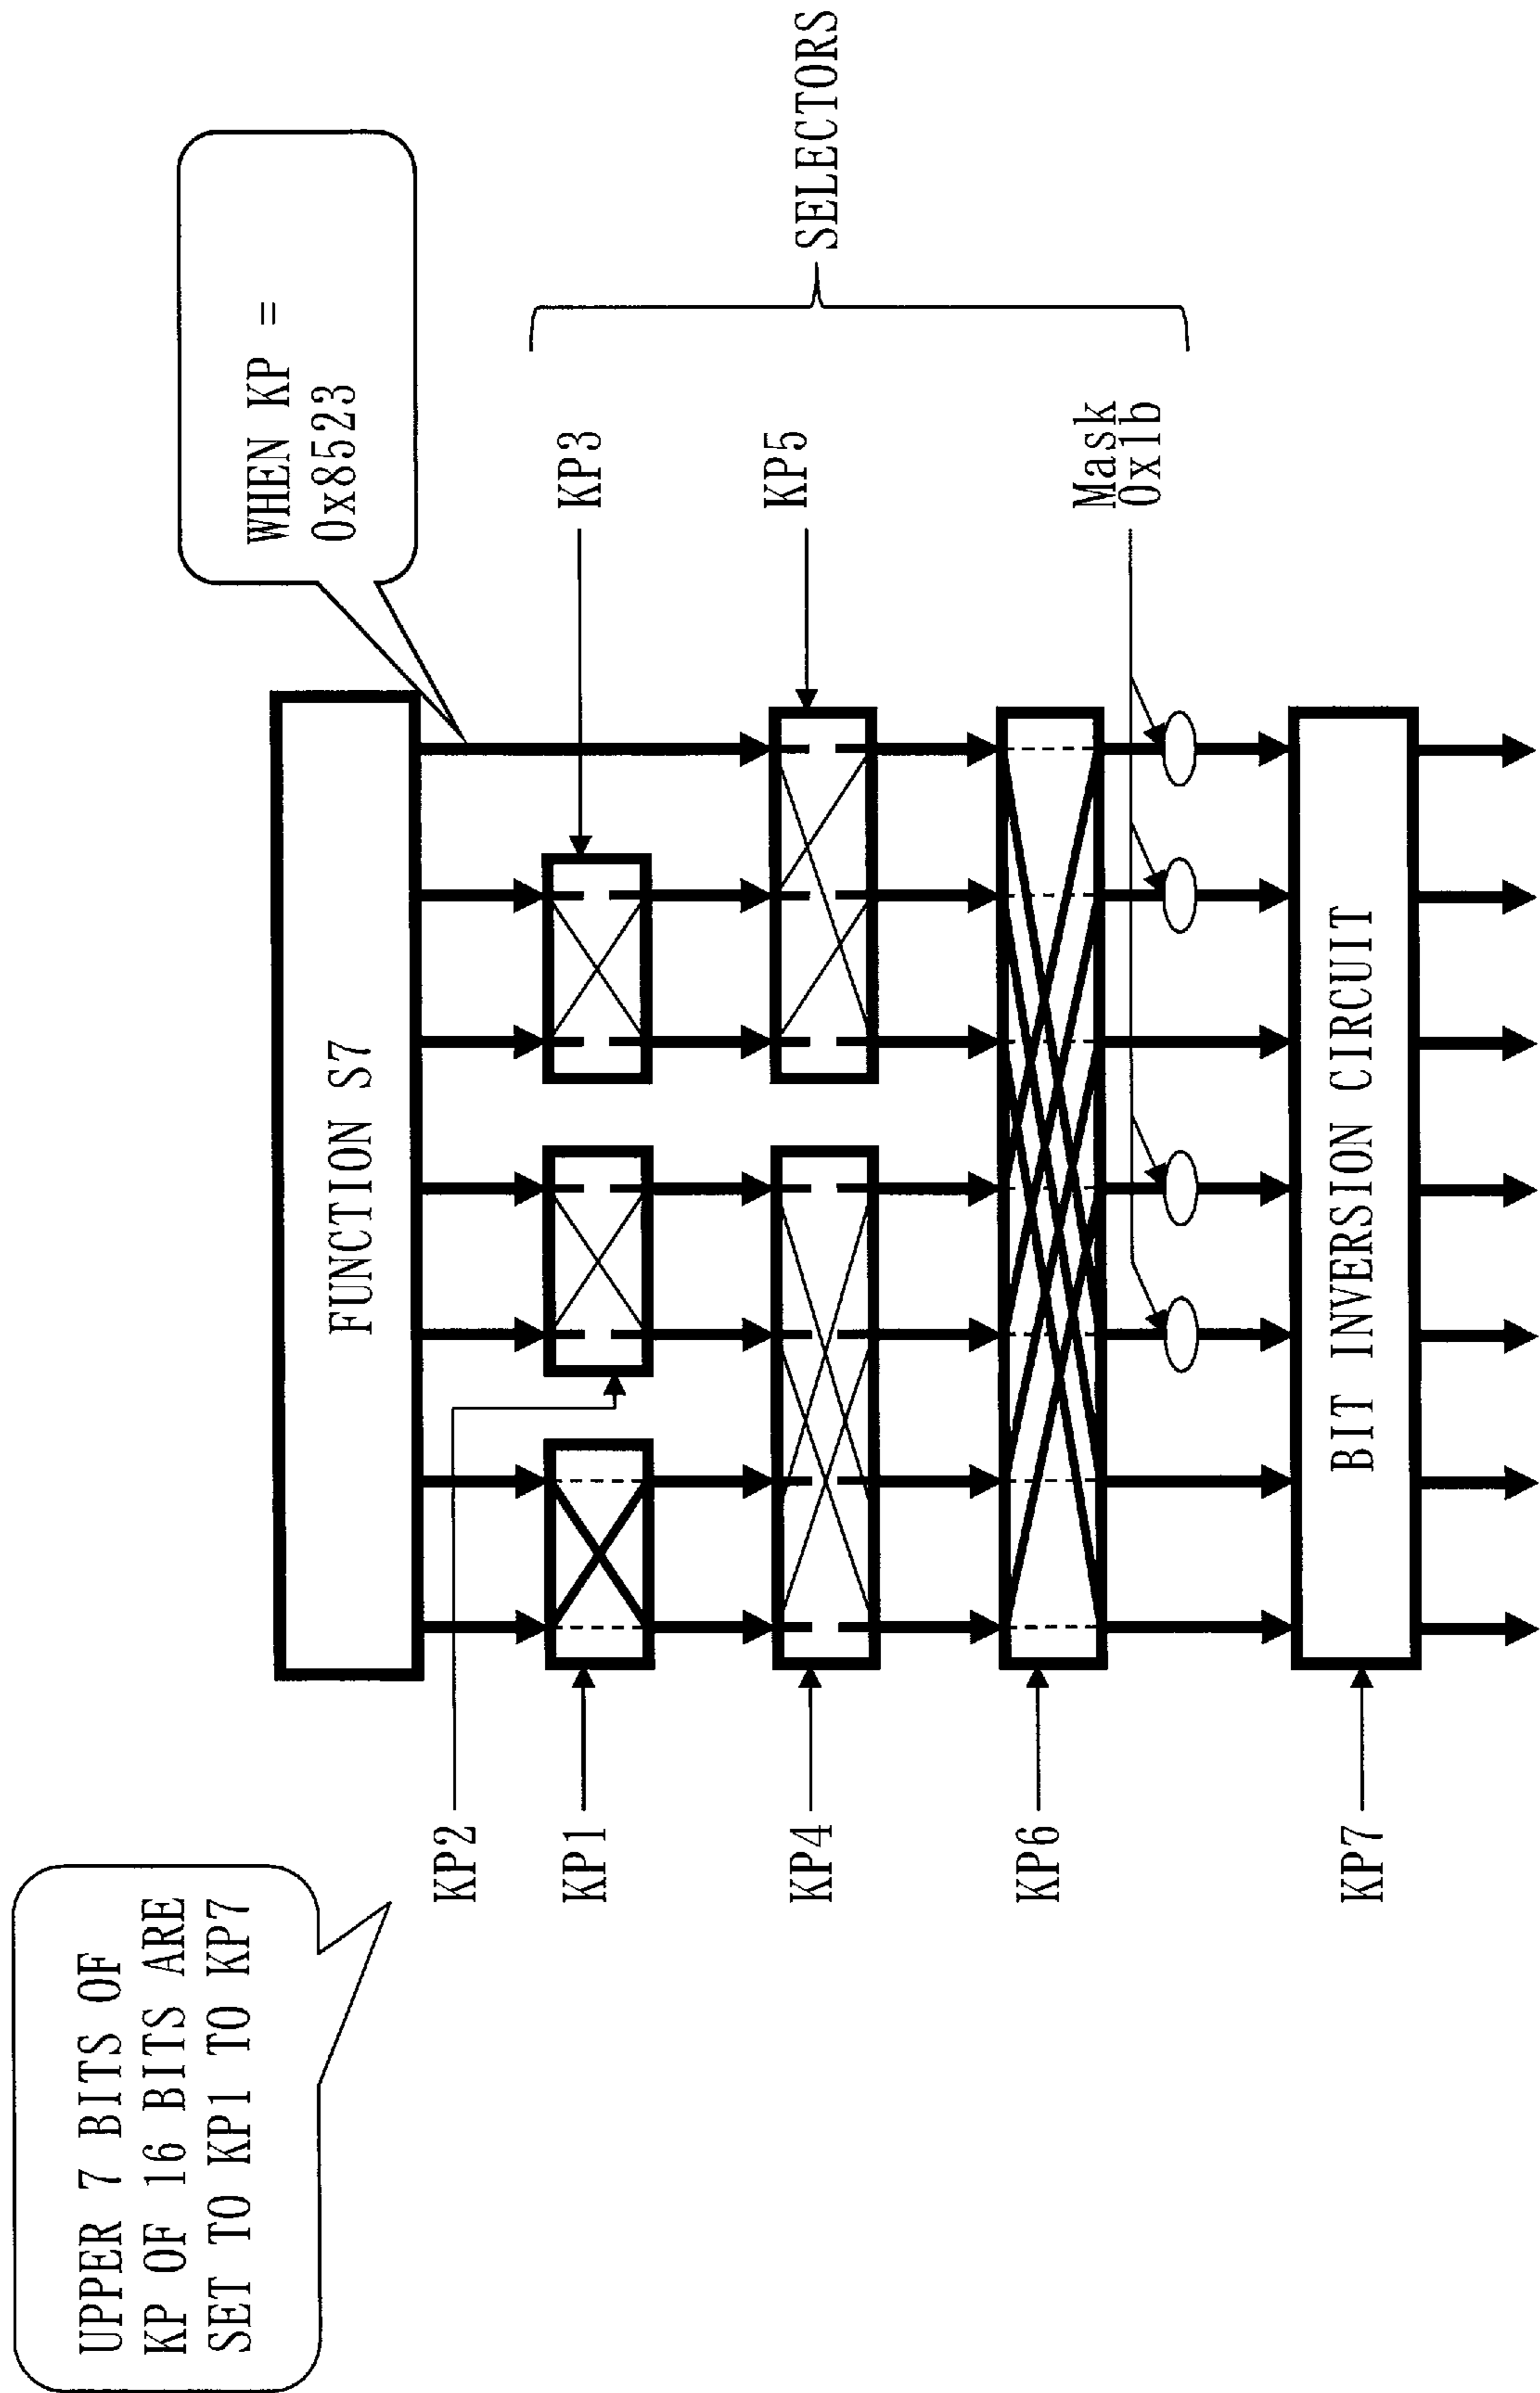 UPPER 7 BITS OF
KP OF 16 BITS ARE
SET TO KP1 TO KP7
WHEN KP =
0x8523
FUNCTION S7
KP2
KP1
KP3
KP4
KP5
KP6
Mask
0x1b
SELECTORS
KP7
BIT INVERSION CIRCUIT